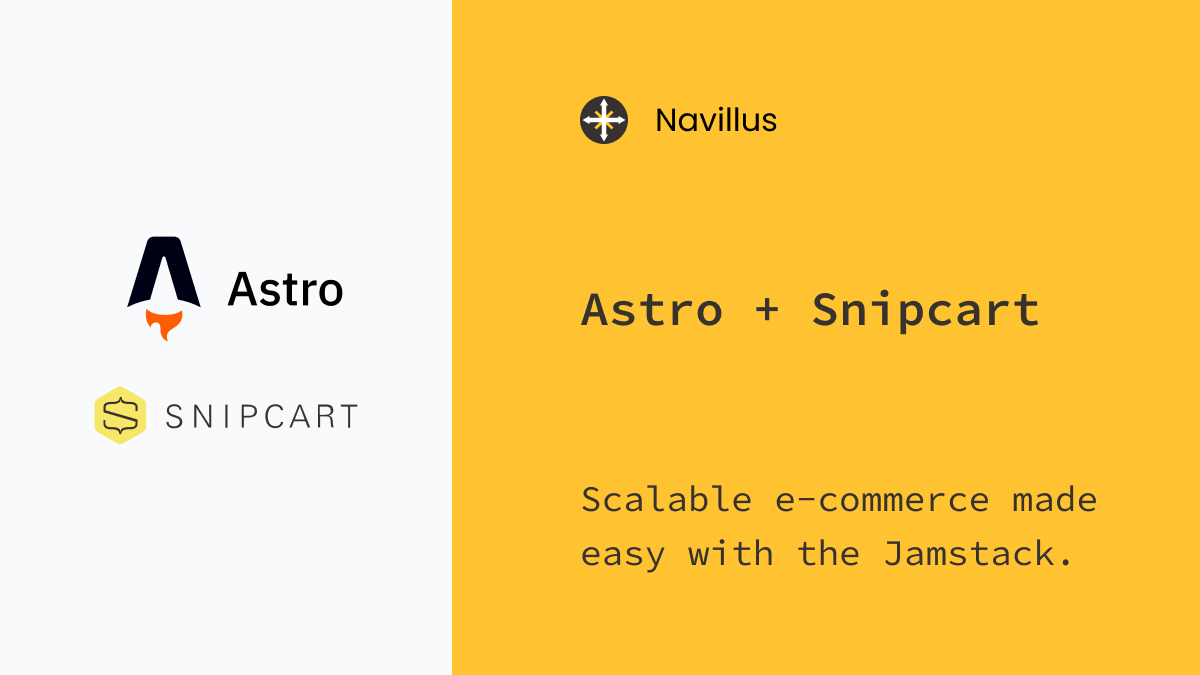 Astro
SNIPCART
Navillus
Astro + Snipcart
Scalable e-commerce made
easy with the Jamstack.